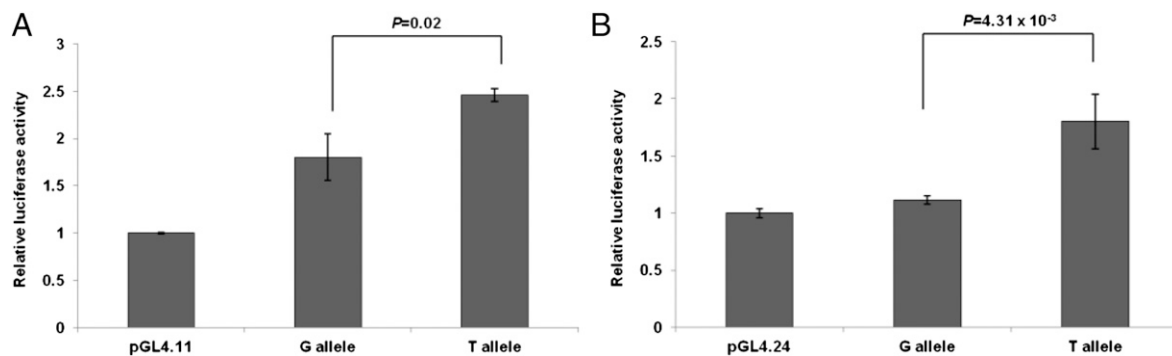 A
P=0.02
3
2.5
2
1.5
1
0.5
0
Relative luciferase activity
pGL4.11
G allele
T allele
B
P=4.31 x 10⁻³
2.5
2
1.5
1
0.5
0
Relative luciferase activity
pGL4.24
G allele
T allele